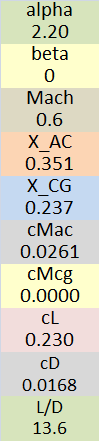 alpha
2.20
beta
0
Mach
0.6
X_AC
0.351
X_CG
0.237
cMac
0.0261
cMcg
0.0000
cL
0.230
cD
0.0168
L/D
13.6